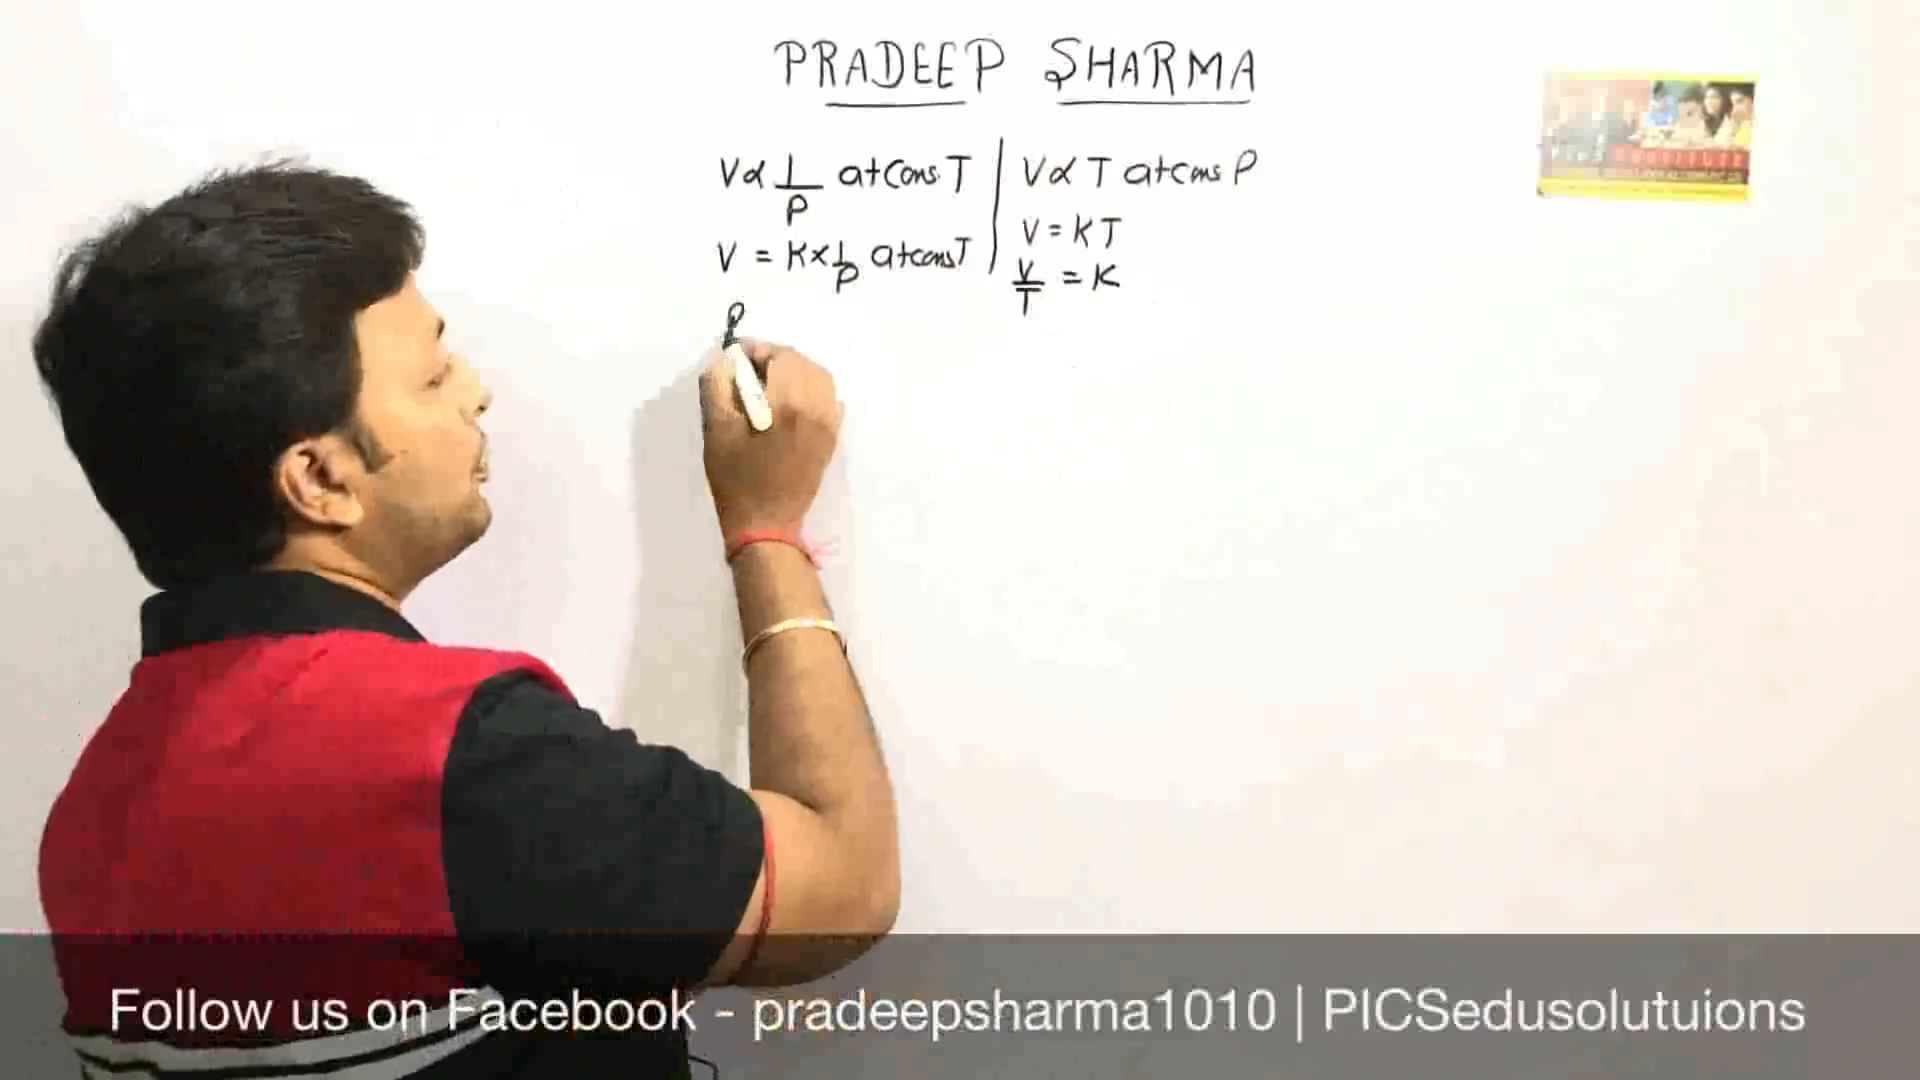 PRADEEP SHARMA
V∝ 1/P at Cons T
V = K×1/P at cons T
P
V∝ T at cons P
V = KT
V/T = K
Follow us on Facebook - pradeepsharma1010 | PICSedusolutuions